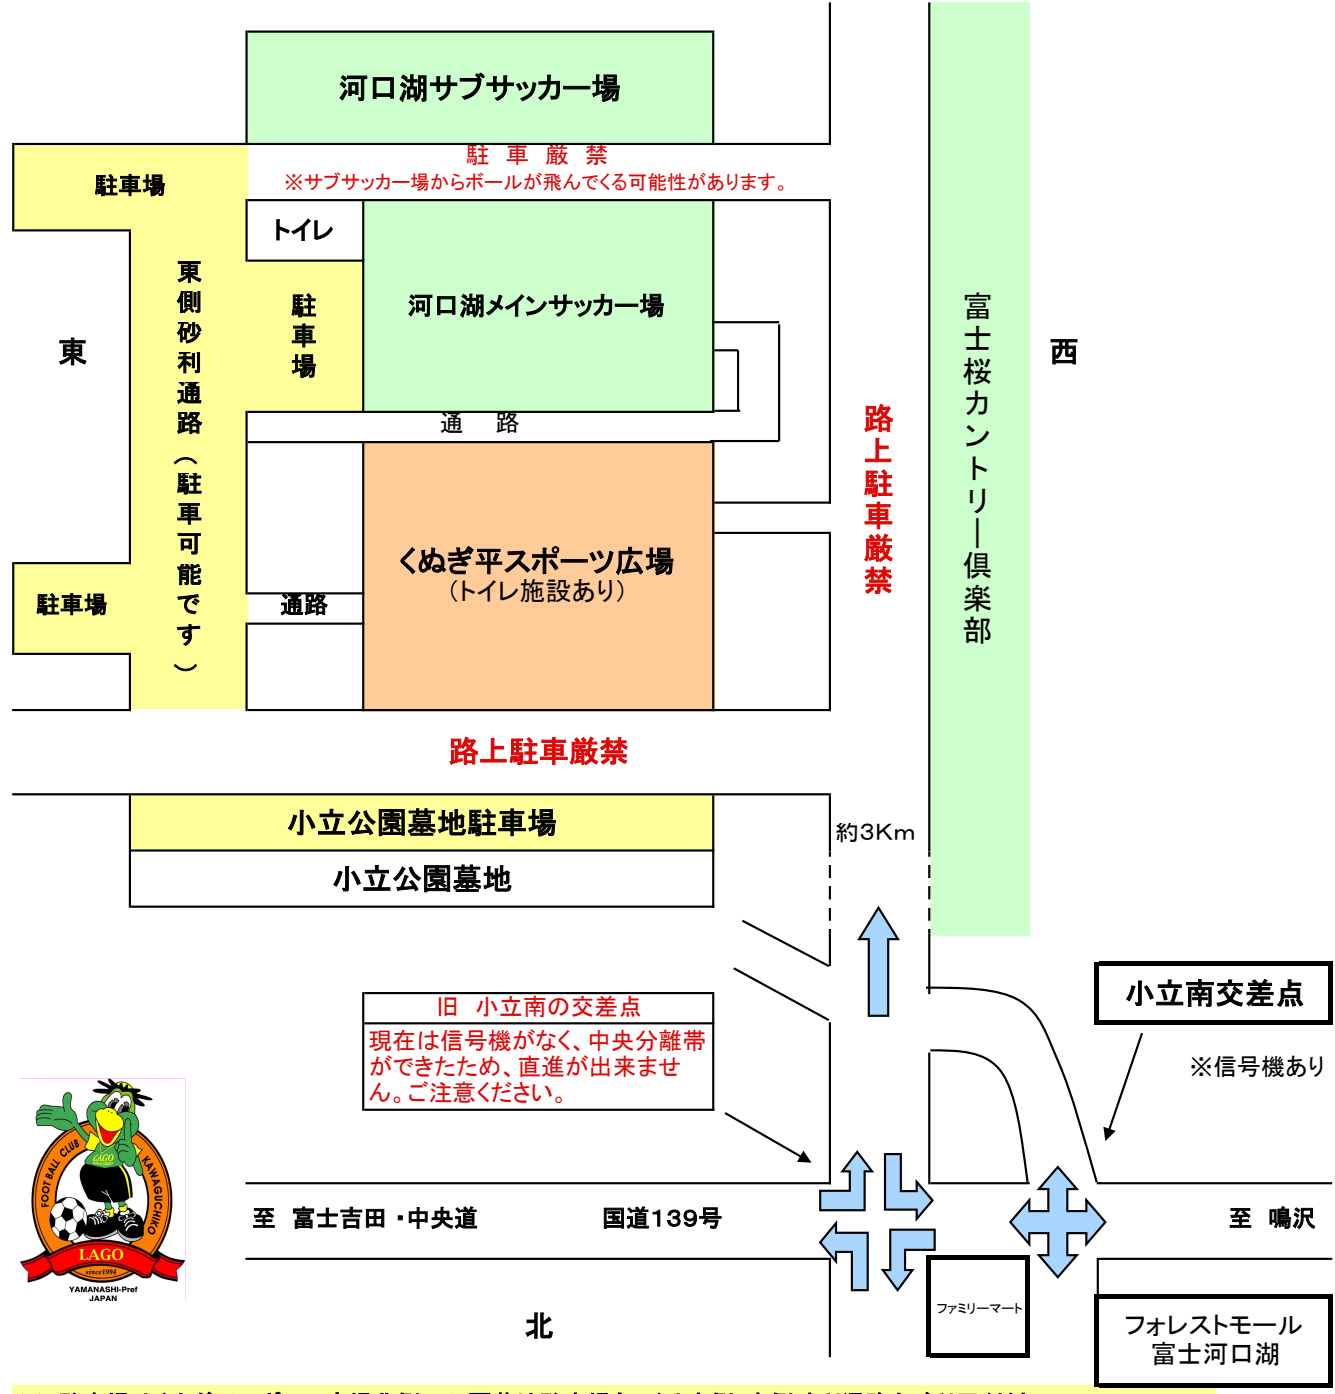 河口湖サブサッカー場
駐　車　厳　禁
※サブサッカー場からボールが飛んでくる可能性があります。
駐車場
トイレ
東側砂利通路（駐車可能です）
駐車場
河口湖メインサッカー場
東
西
富士桜カントリー倶楽部
路上駐車厳禁
通　路
くぬぎ平スポーツ広場
（トイレ施設あり）
駐車場
通路
路上駐車厳禁
小立公園墓地駐車場
約3Km
小立公園墓地
小立南交差点
※信号機あり
旧　小立南の交差点
現在は信号機がなく、中央分離帯
ができたため、直進が出来ませ
ん。ご注意ください。
FOOT BALL CLUB
KAWAGUCHIKO
LAGO
LAGO
since1994
YAMANASHI-Pref
JAPAN
至　富士吉田・中央道
国道139号
至　鳴沢
ファミリーマート
フォレストモール
富士河口湖
北